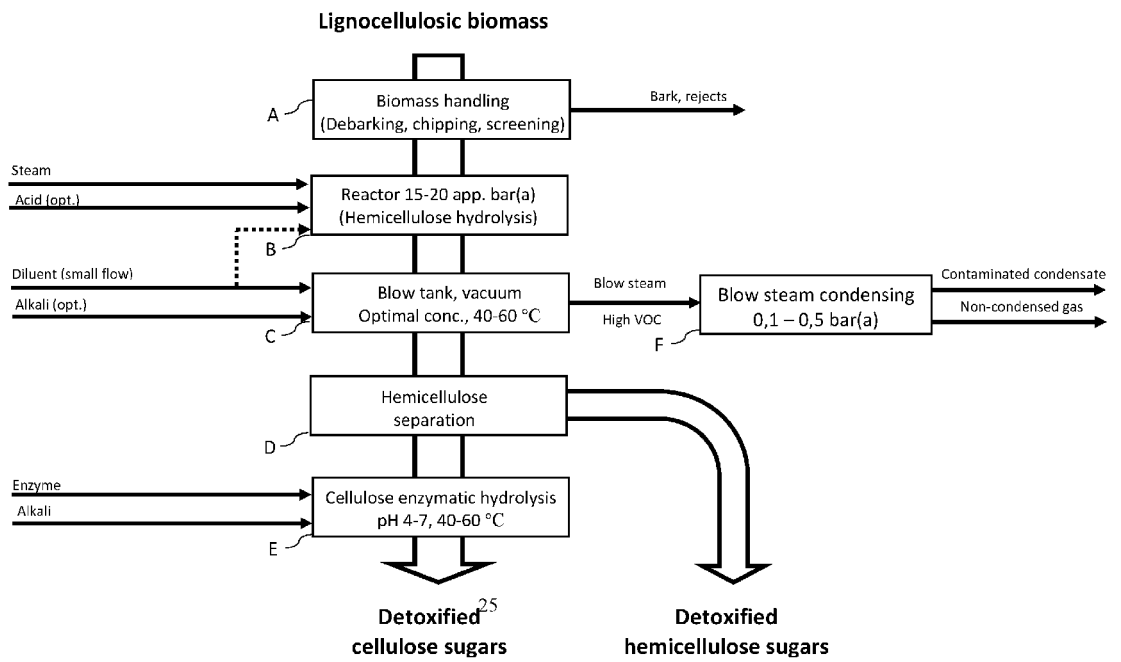 Lignocellulosic biomass
A
Biomass handling
(Debarking, chipping, screening)
Bark, rejects
Steam
Acid (opt.)
Reactor 15-20 app. bar(a)
(Hemicellulose hydrolysis)
B
Diluent (small flow)
Alkali (opt.)
Blow tank, vacuum
Optimal conc., 40-60 °C
C
Blow steam
High VOC
Blow steam condensing
0,1 – 0,5 bar(a)
F
Contaminated condensate
Non-condensed gas
Hemicellulose
separation
D
Enzyme
Alkali
Cellulose enzymatic hydrolysis
pH 4-7, 40-60 °C
E
25
Detoxified
cellulose sugars
Detoxified
hemicellulose sugars